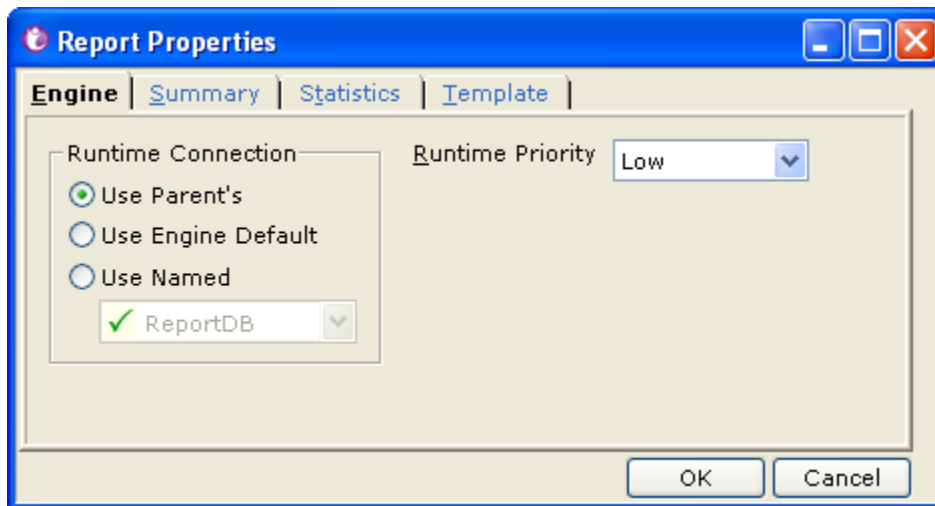 Report Properties
Engine Summary Statistics Template
Runtime Connection
Runtime Priority Low
Use Parent's
Use Engine Default
Use Named
ReportDB
OK Cancel